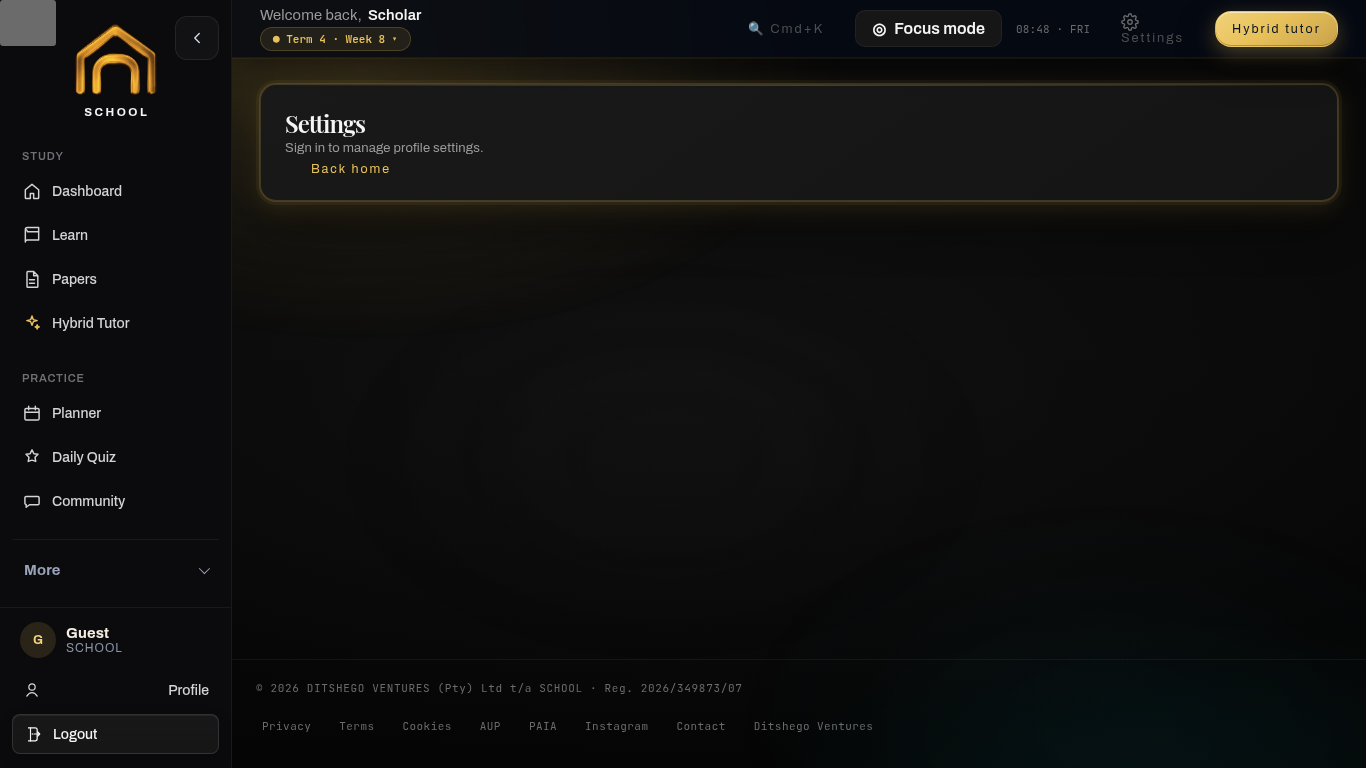 SCHOOL
STUDY
Dashboard
Learn
Papers
Hybrid Tutor
PRACTICE
Planner
Daily Quiz
Community
More
G
Guest
SCHOOL
Profile
Logout
Welcome back, Scholar
Term 4 · Week 8
Cmd+K
Focus mode
08:48 · FRI
Settings
Hybrid tutor
Settings
Sign in to manage profile settings.
Back home
© 2026 DITSHEGO VENTURES (Pty) Ltd t/a SCHOOL · Reg. 2026/349873/07
Privacy Terms Cookies AUP PAIA Instagram Contact Ditshego Ventures